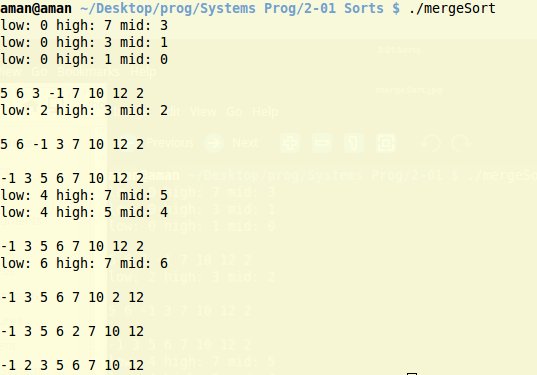 aman@aman ~/Desktop/prog/Systems Prog/2-01 Sorts $ ./mergeSort
low: 0 high: 7 mid: 3
low: 0 high: 3 mid: 1
low: 0 high: 1 mid: 0
5 6 3 -1 7 10 12 2
low: 2 high: 3 mid: 2
5 6 -1 3 7 10 12 2
-1 3 5 6 7 10 12 2
low: 4 high: 7 mid: 5
low: 4 high: 5 mid: 4
-1 3 5 6 7 10 12 2
low: 6 high: 7 mid: 6
-1 3 5 6 7 10 2 12
-1 3 5 6 2 7 10 12
-1 2 3 5 6 7 10 12